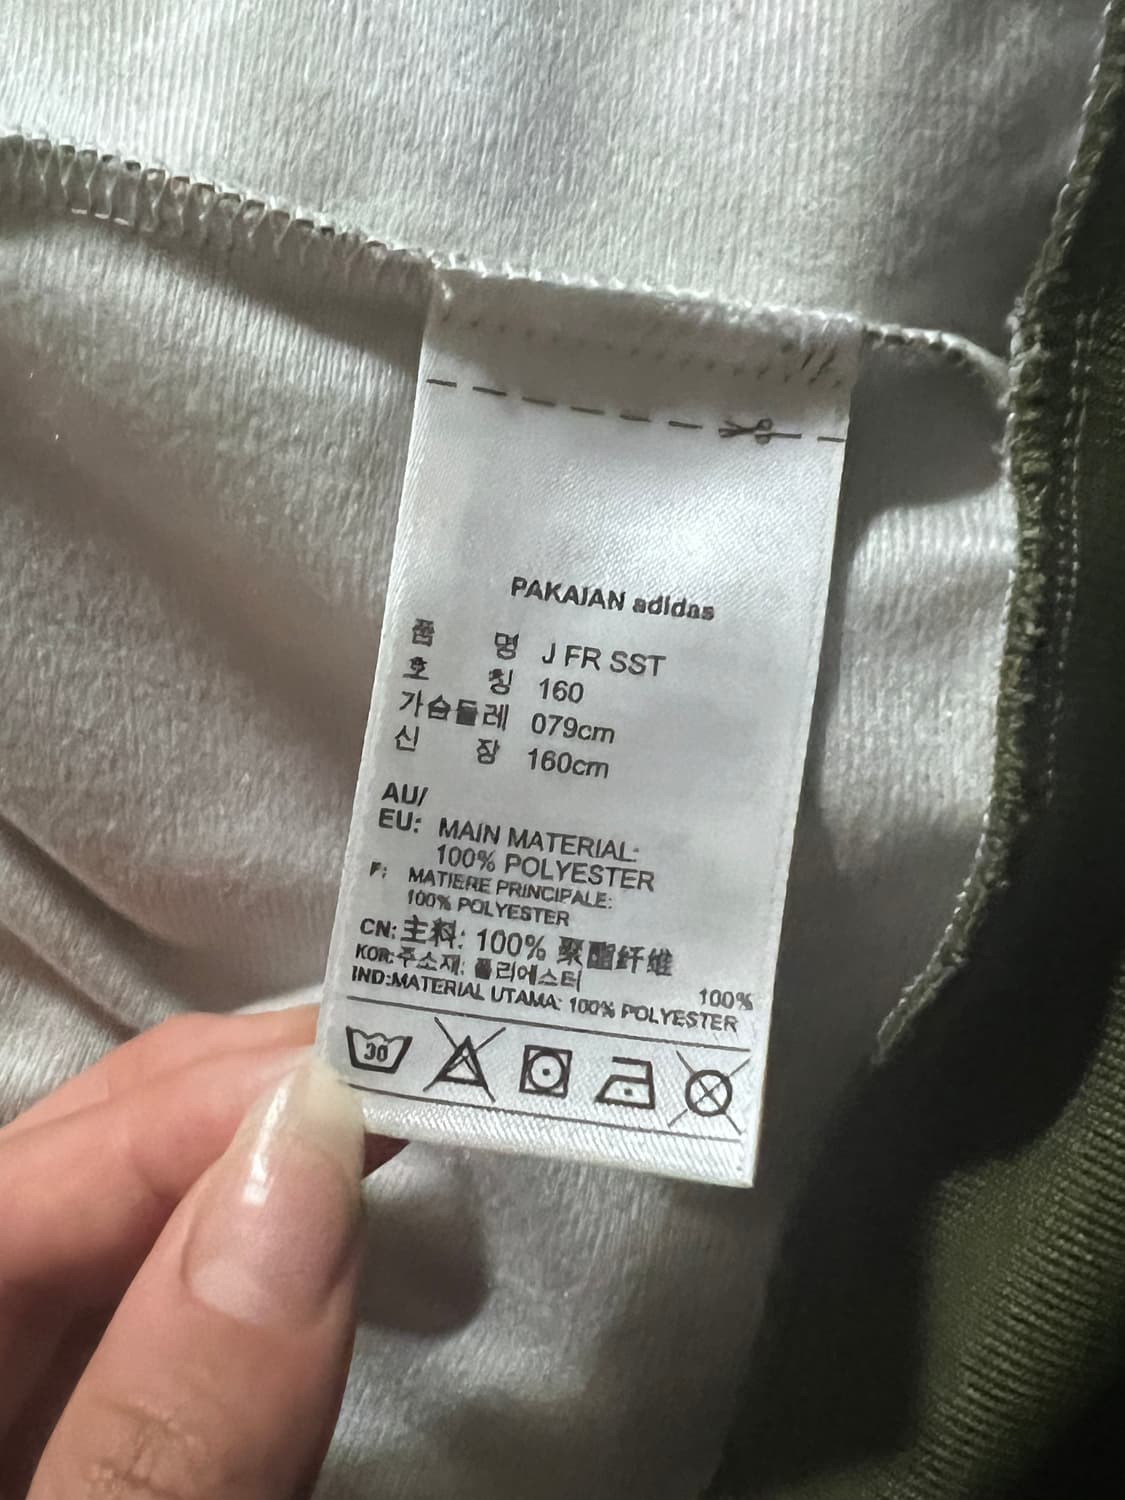 PAKAIAN adidas
품 명 J FR SST
호 칭 160
가슴둘레 079cm
신 장 160cm
AU/
EU: MAIN MATERIAL:
100% POLYESTER
F: MATIERE PRINCIPALE:
100% POLYESTER
CN: 主料: 100% 聚酯纤维
KOR:주소재: 폴리에스터 100%
IND:MATERIAL UTAMA: 100% POLYESTER
30